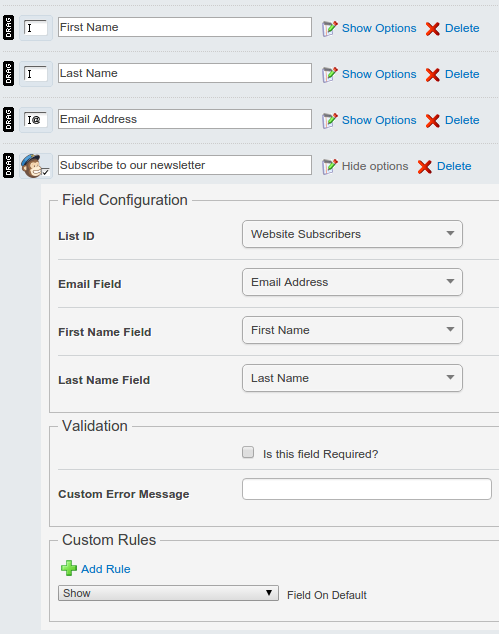 DRAG I First Name Show Options Delete
DRAG I Last Name Show Options Delete
DRAG I@ Email Address Show Options Delete
DRAG Subscribe to our newsletter Hide options Delete
Field Configuration
List ID Website Subscribers
Email Field Email Address
First Name Field First Name
Last Name Field Last Name
Validation
Is this field Required?
Custom Error Message
Custom Rules
Add Rule
Show Field On Default